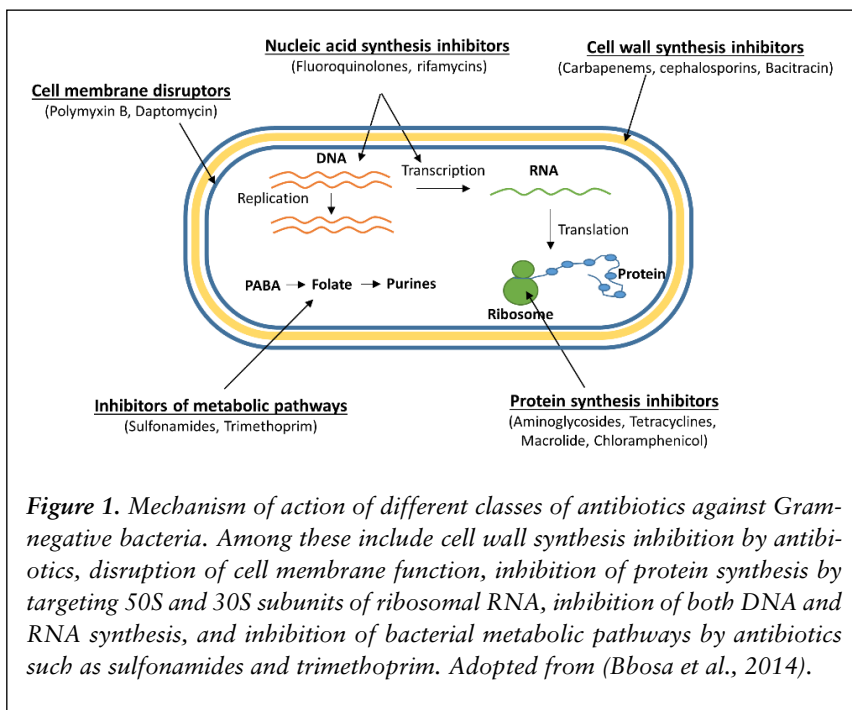 Nucleic acid synthesis inhibitors
(Fluoroquinolones, rifamycins)
Cell wall synthesis inhibitors
(Carbapenems, cephalosporins, Bacitracin)
Cell membrane disruptors
(Polymyxin B, Daptomycin)
DNA
Transcription
RNA
Replication
Translation
PABA
Folate
Purines
Protein
Ribosome
Inhibitors of metabolic pathways
(Sulfonamides, Trimethoprim)
Protein synthesis inhibitors
(Aminoglycosides, Tetracyclines,
Macrolide, Chloramphenicol)
Figure 1. Mechanism of action of different classes of antibiotics against Gram-
negative bacteria. Among these include cell wall synthesis inhibition by antibi-
otics, disruption of cell membrane function, inhibition of protein synthesis by
targeting 50S and 30S subunits of ribosomal RNA, inhibition of both DNA and
RNA synthesis, and inhibition of bacterial metabolic pathways by antibiotics
such as sulfonamides and trimethoprim. Adopted from (Bbosa et al., 2014).